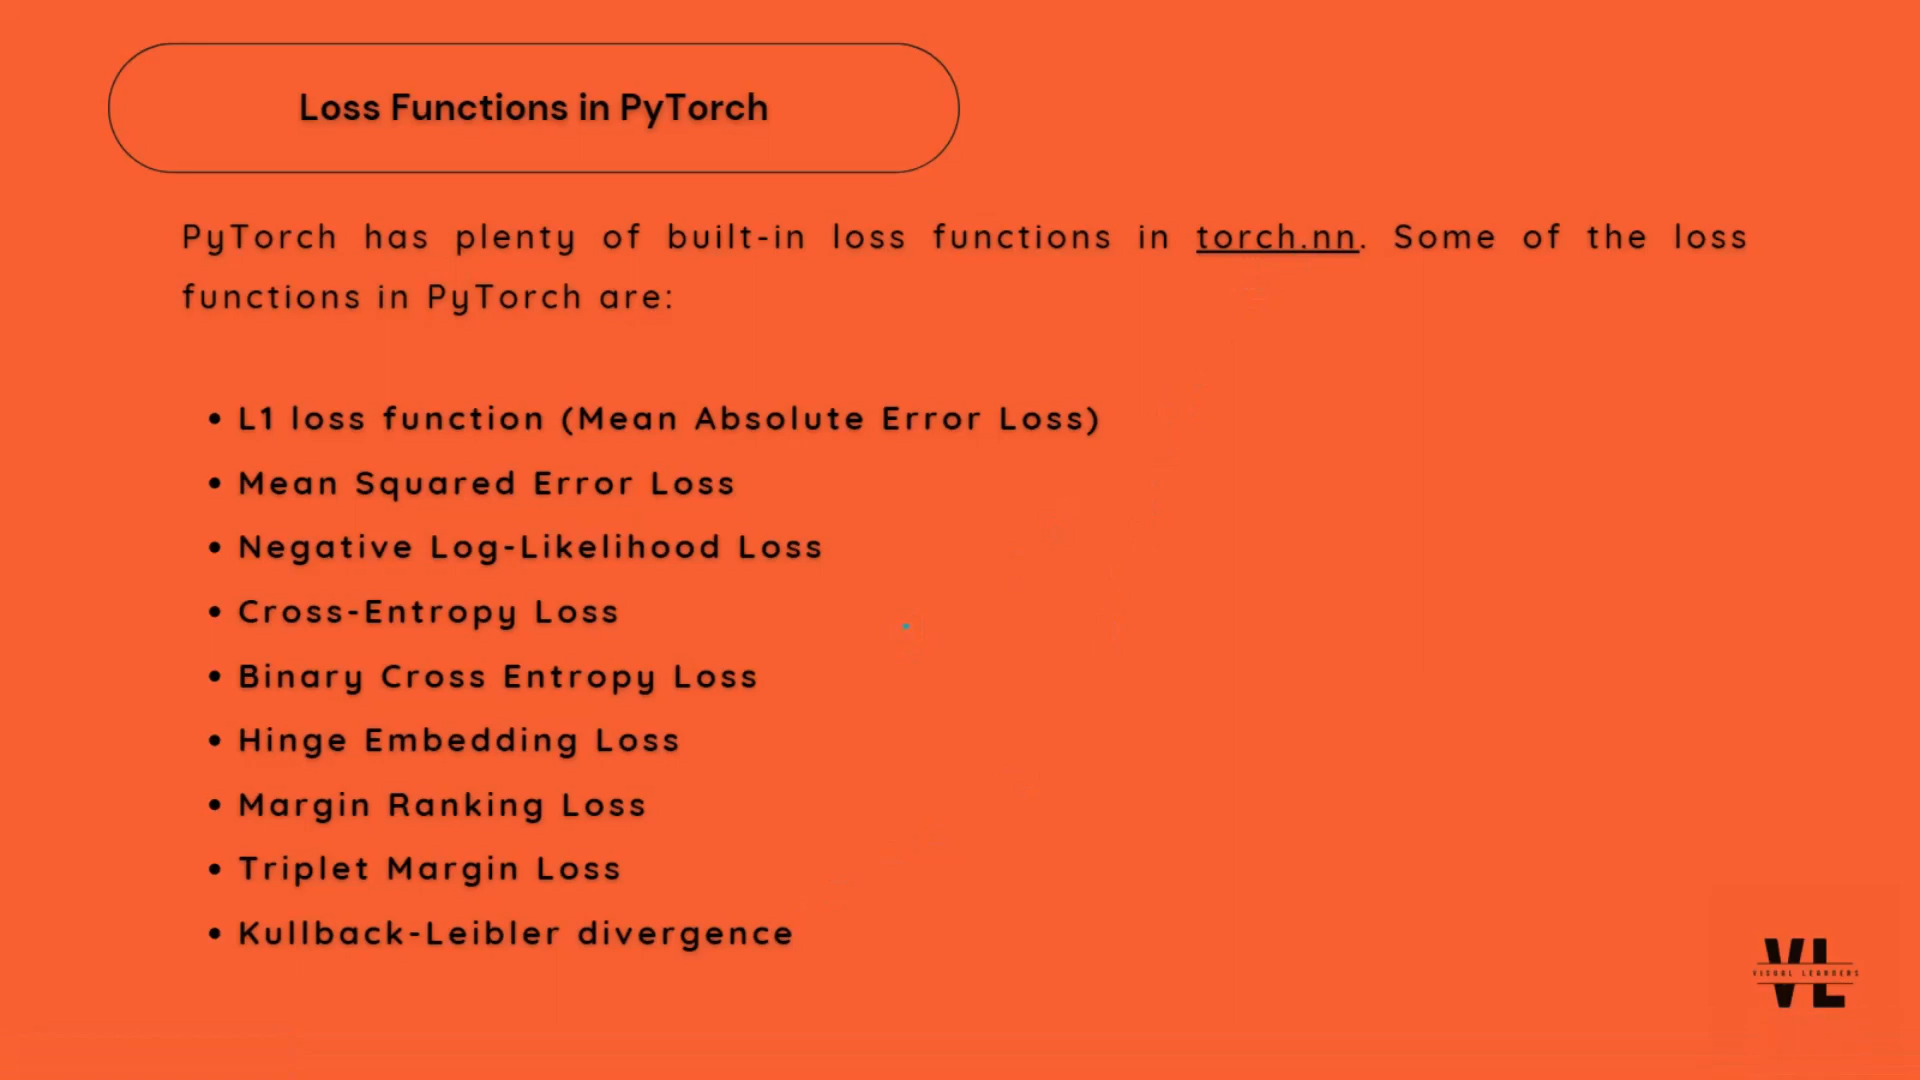 Loss Functions in PyTorch
PyTorch has plenty of built-in loss functions in torch.nn. Some of the loss
functions in PyTorch are:
• L1 loss function (Mean Absolute Error Loss)
• Mean Squared Error Loss
• Negative Log-Likelihood Loss
• Cross-Entropy Loss
• Binary Cross Entropy Loss
• Hinge Embedding Loss
• Margin Ranking Loss
• Triplet Margin Loss
• Kullback-Leibler divergence
VL
VISUAL LEARNERS